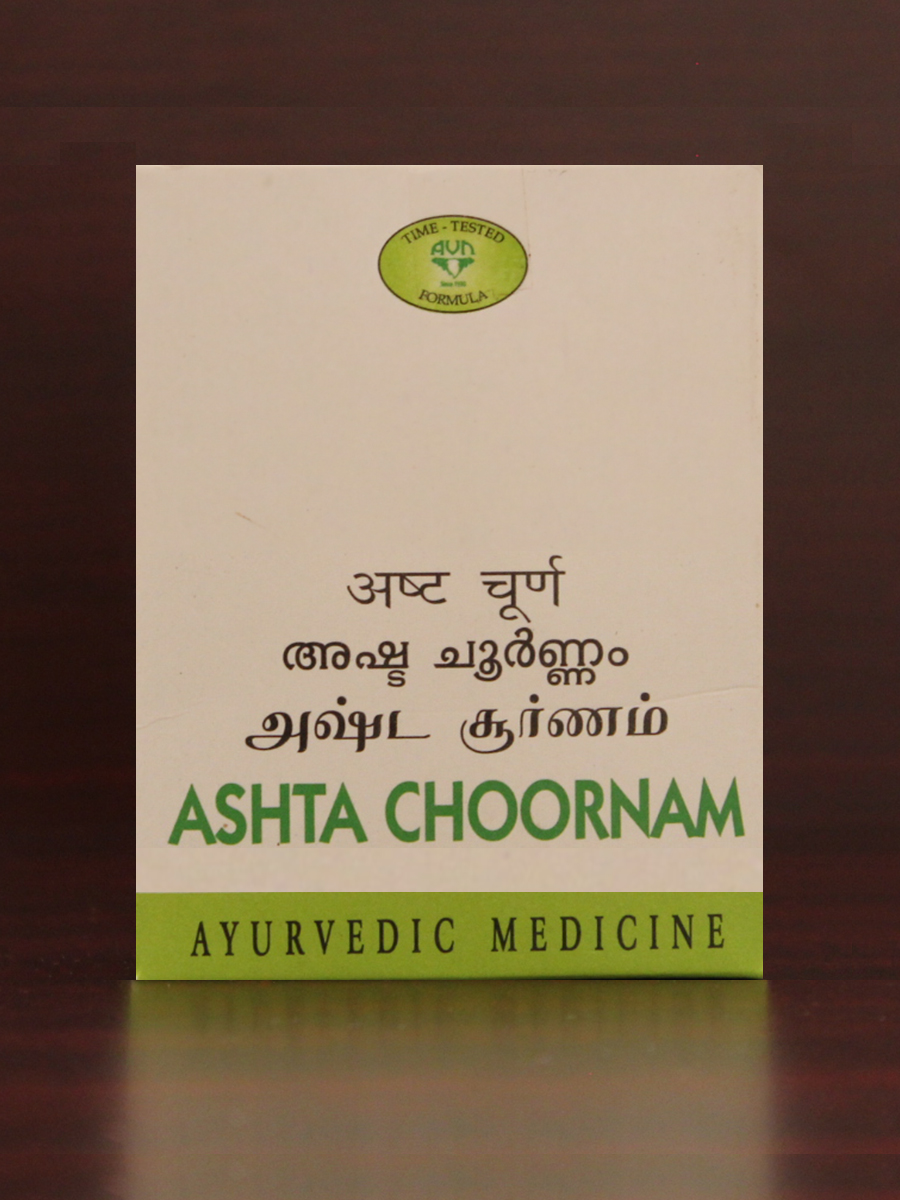 TIME - TESTED
AVN
FORMULA
अष्ट चूर्ण
അഷ്ട ചൂർണ്ണം
அஷ்ட சூர்ணம்
ASHTA CHOORNAM
AYURVEDIC MEDICINE